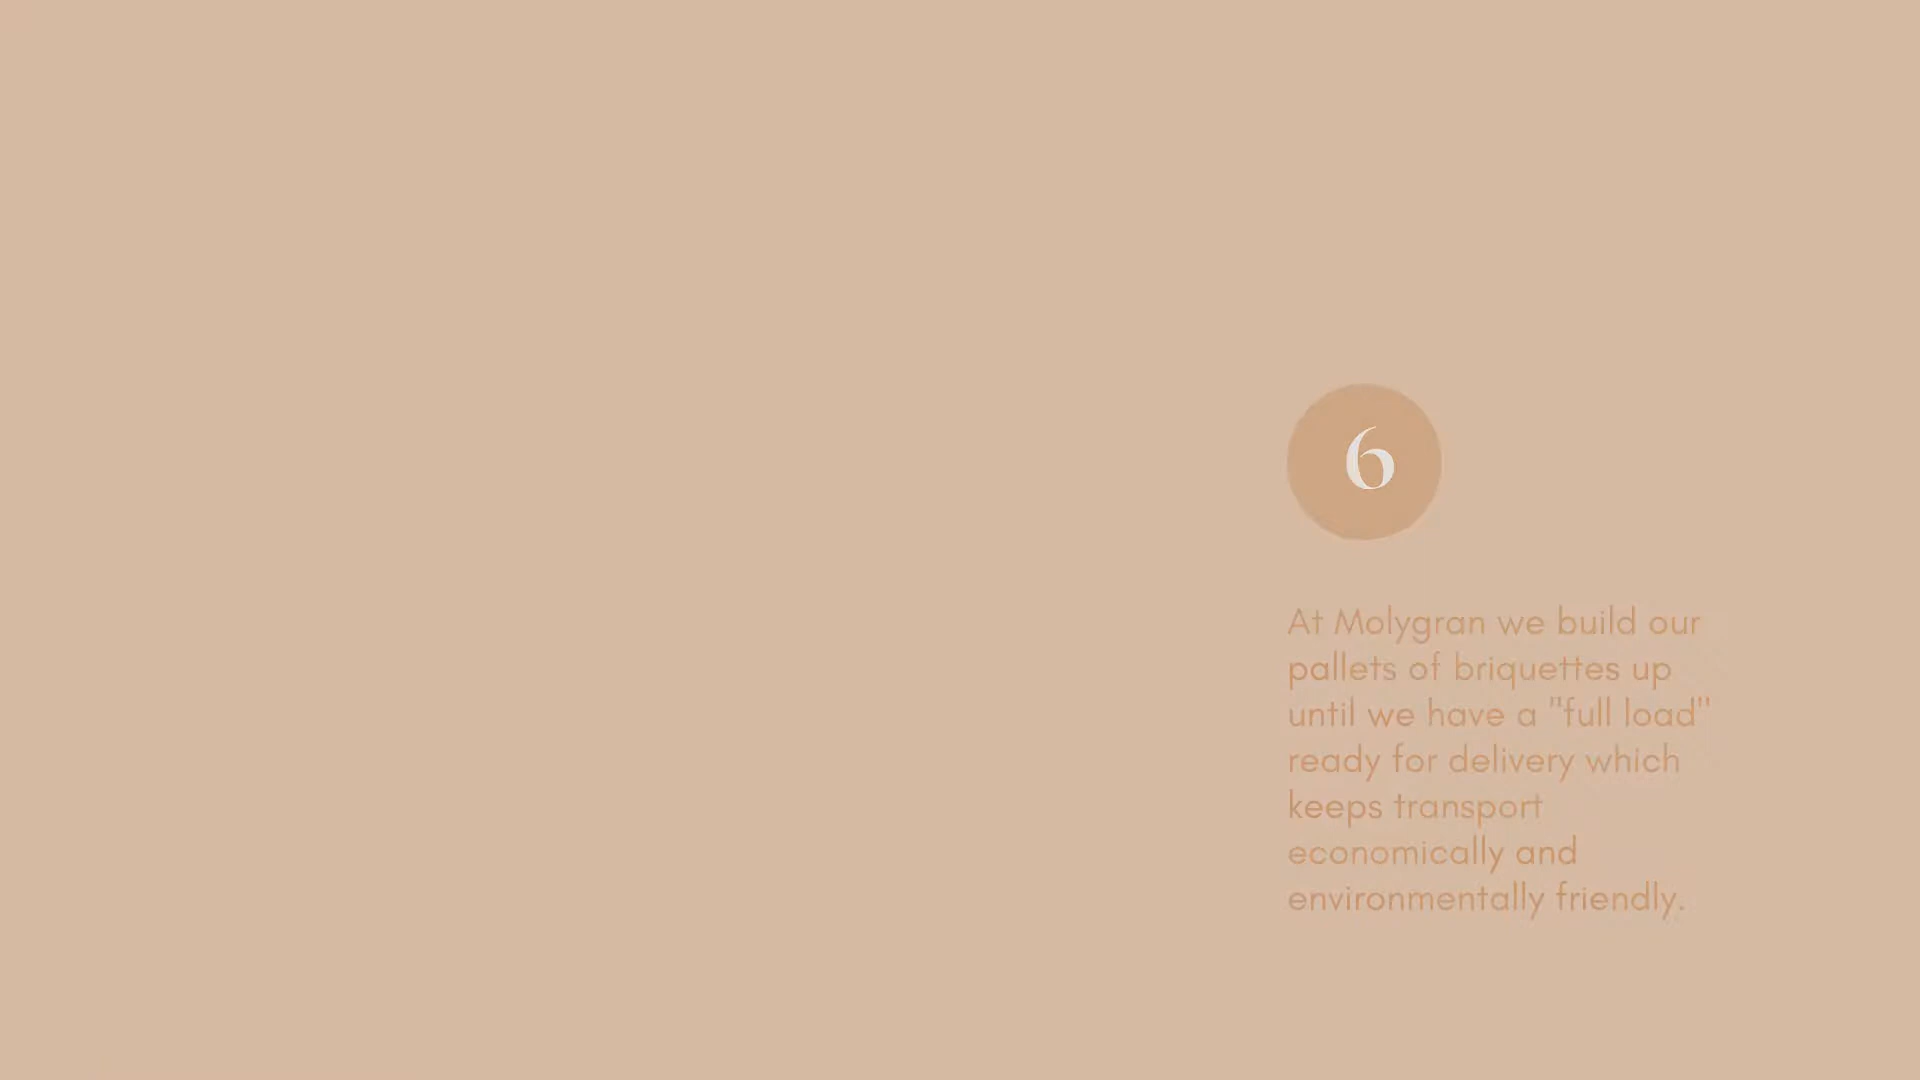 6
At Molygran we build our
pallets of briquettes up
until we have a "full load"
ready for delivery which
keeps transport
economically and
environmentally friendly.